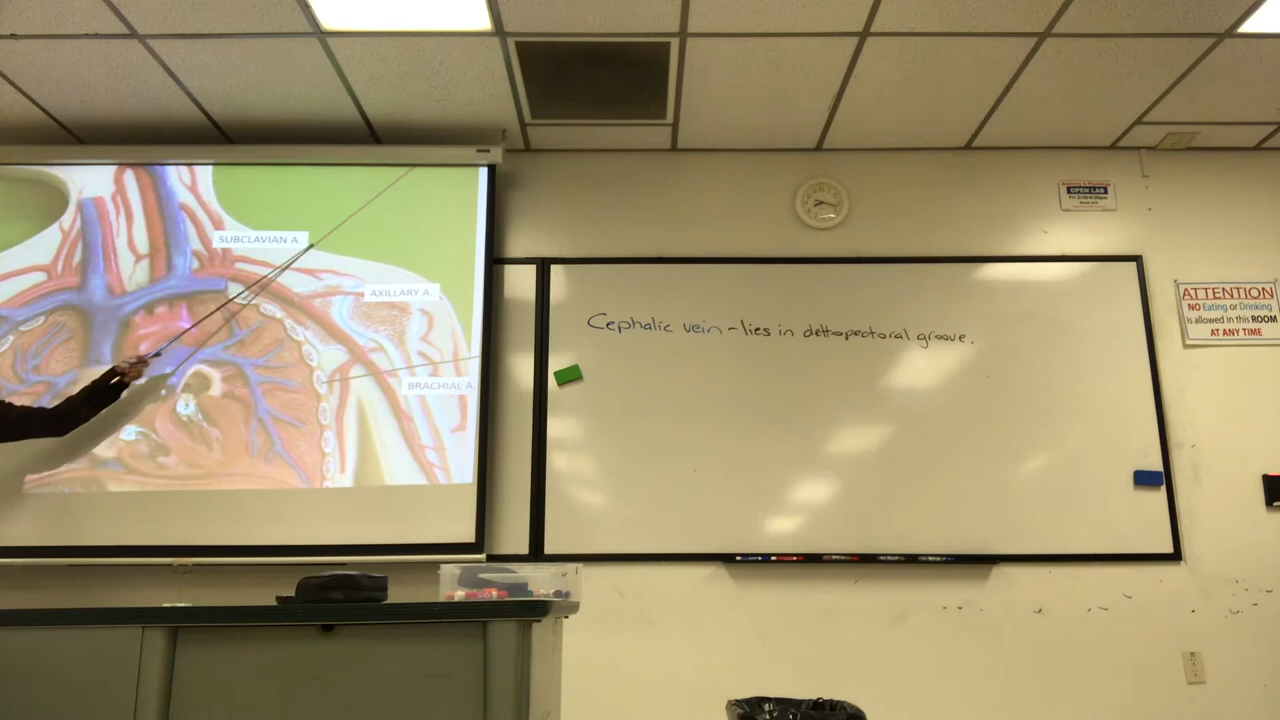 SUBCLAVIAN A.
AXILLARY A.
BRACHIAL A.
Cephalic vein - lies in deltopectoral groove.
OPEN LAB
ATTENTION
NO Eating or Drinking
is allowed in this ROOM
AT ANY TIME